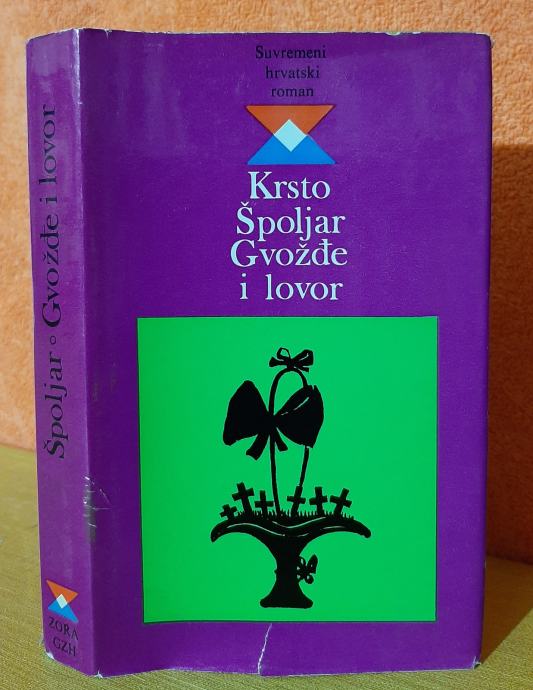 Suvremeni
hrvatski
roman
Krsto
Špoljar
Gvožđe
i lovor
Špoljar ○ Gvožđe i lovor
ZORA
GZH